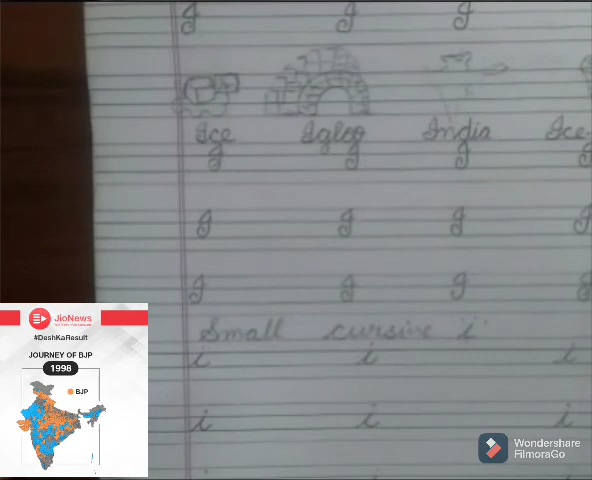 I I I
Ice Igloo India Ice-
I I I I
I I I I
I I I I
Small cursive i
i i i
i i i
JioNews
#DeshKaResult
JOURNEY OF BJP
1998
BJP
Wondershare
FilmoraGo